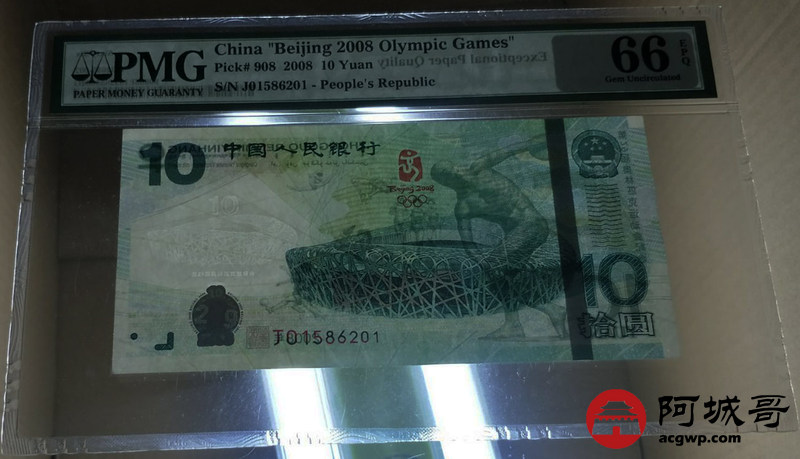 PMG
PAPER MONEY GUARANTY
China "Beijing 2008 Olympic Games"
Pick# 908 2008 10 Yuan
S/N J01586201 - People's Republic
Exceptional Paper Quality
66 EPQ
Gem Uncirculated
10 中国人民银行
Beijing 2008
10
10
拾圆
J01586201
阿城哥
acgwp.com